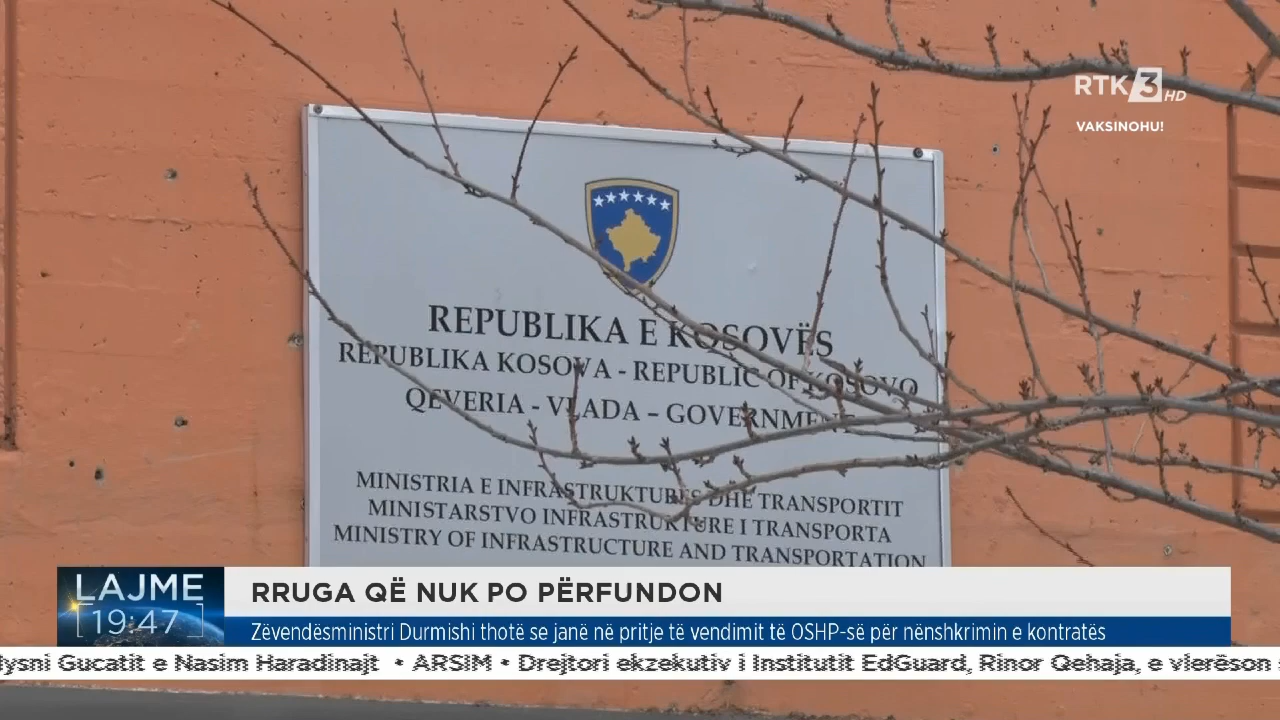 RTK 3 HD
VAKSINOHU!
REPUBLIKA E KOSOVËS
REPUBLIKA KOSOVA - REPUBLIC OF KOSOVO
QEVERIA - VLADA - GOVERNMENT
MINISTRIA E INFRASTRUKTURËS DHE TRANSPORTIT
MINISTARSTVO INFRASTRUKTURE I TRANSPORTA
MINISTRY OF INFRASTRUCTURE AND TRANSPORTATION
LAJME
19:47
RRUGA QË NUK PO PËRFUNDON
Zëvendësministri Durmishi thotë se janë në pritje të vendimit të OSHP-së për nënshkrimin e kontratës
Gucatit e Nasim Haradinajt • ARSIM • Drejtori ekzekutiv i Institutit EdGuard, Rinor Qehaja, e vlerëson